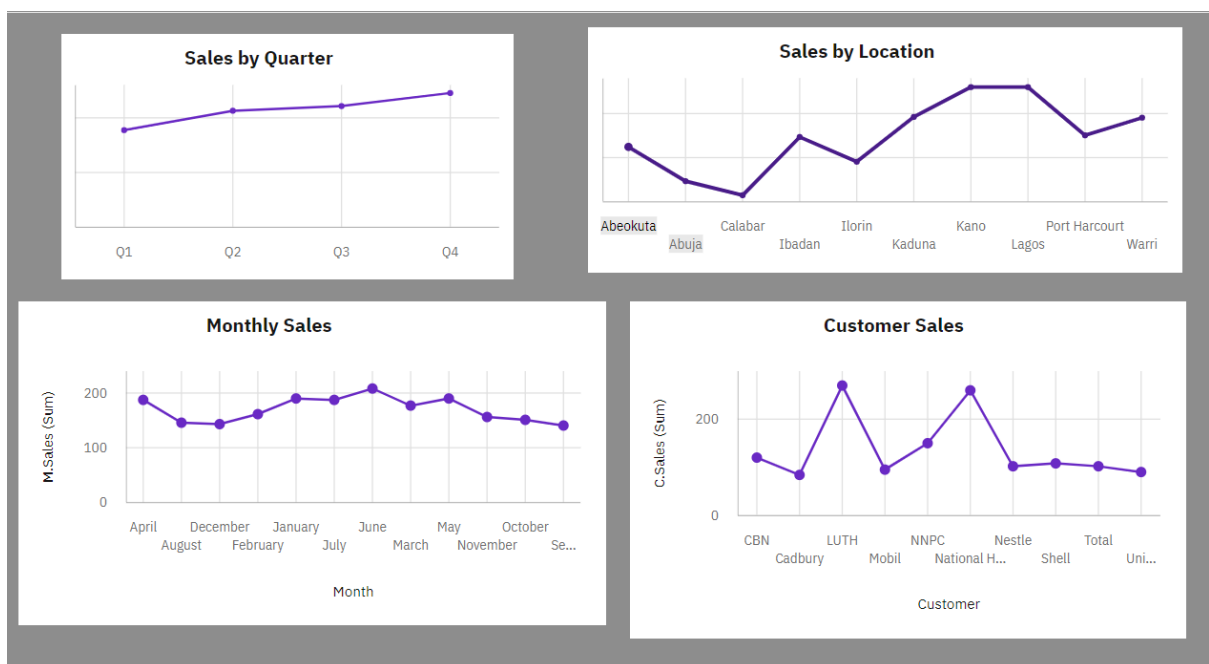 Sales by Quarter
Q1 Q2 Q3 Q4
Sales by Location
Abeokuta Calabar Ilorin Kano Port Harcourt
Abuja Ibadan Kaduna Lagos Warri
Monthly Sales
M.Sales (Sum)
200
100
0
April December January June May October
August February July March November Se...
Month
Customer Sales
C.Sales (Sum)
200
0
CBN LUTH NNPC Nestle Total
Cadbury Mobil National H... Shell Uni...
Customer